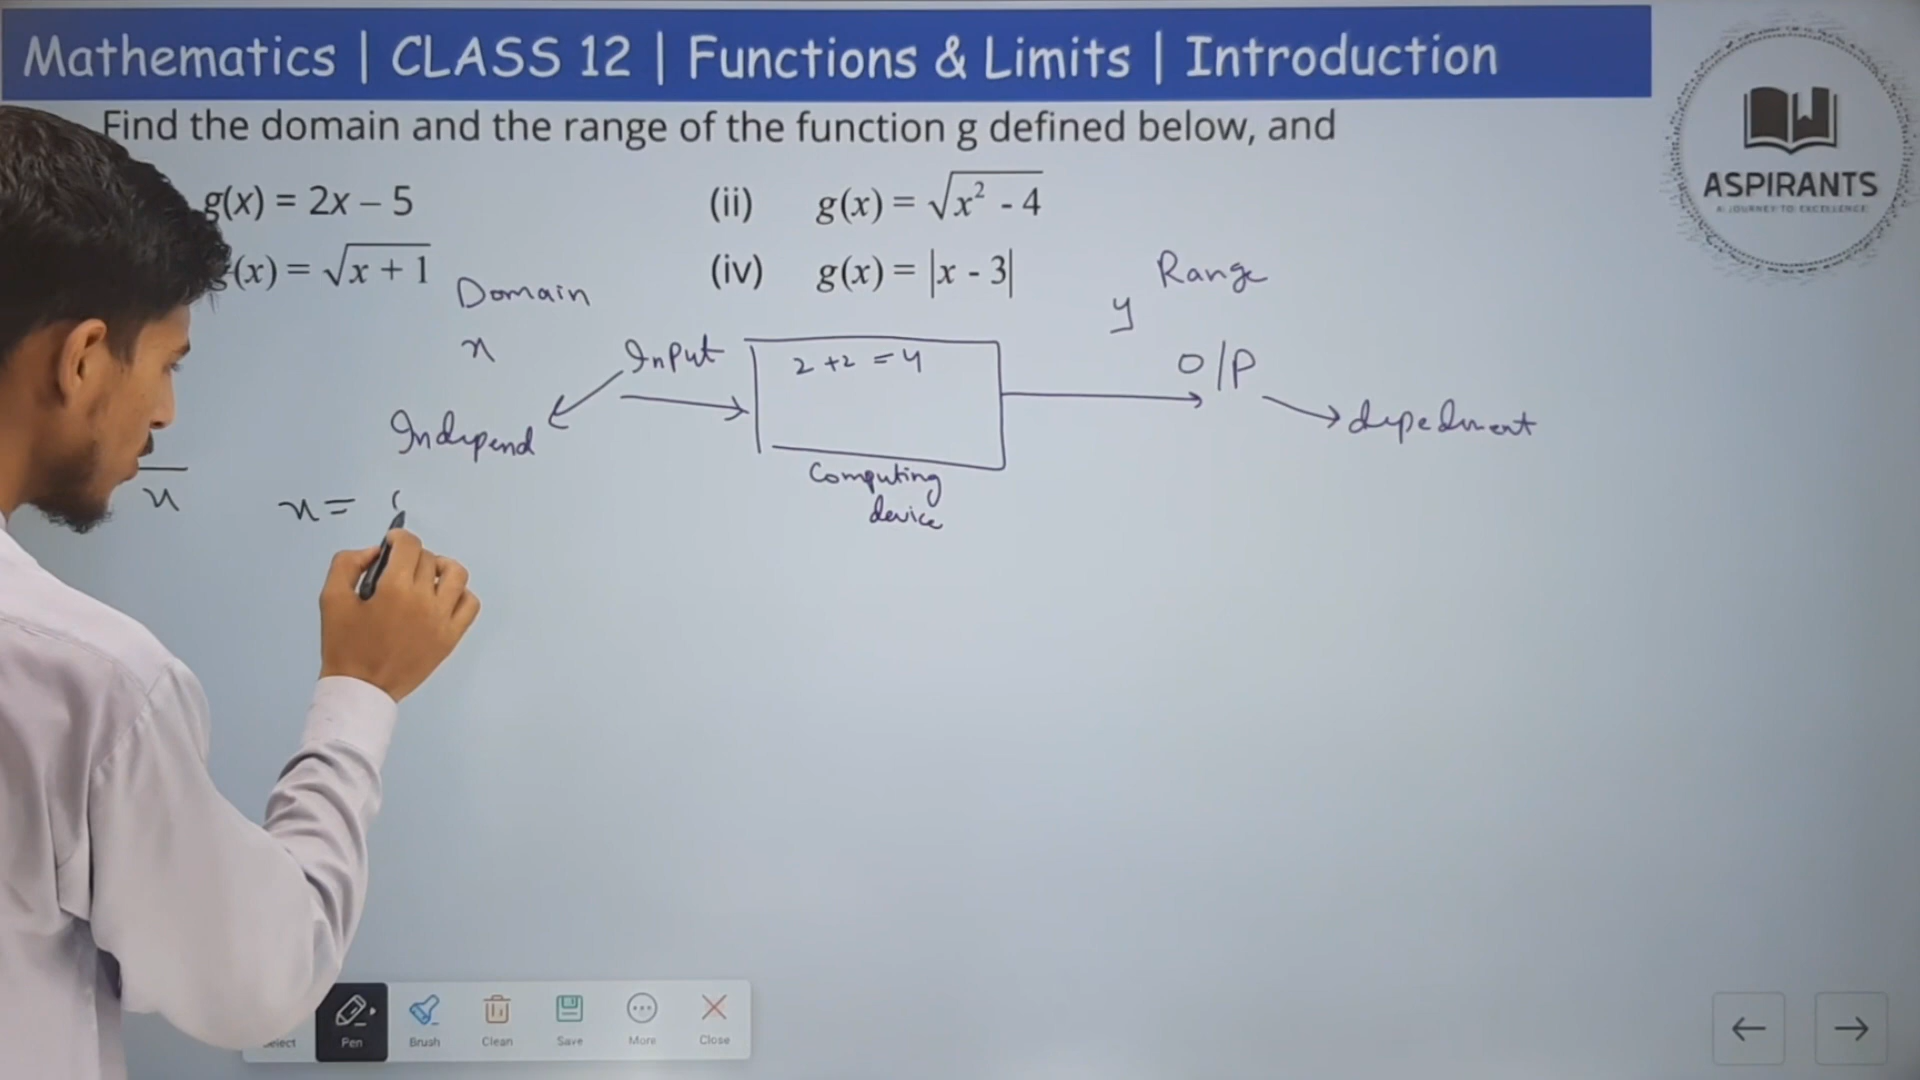 Mathematics | CLASS 12 | Functions & Limits | Introduction
ASPIRANTS
A JOURNEY TO EXCELLENCE
Find the domain and the range of the function g defined below, and
g(x) = 2x – 5
(ii) g(x) = √x² - 4
(x) = √x + 1
(iv) g(x) = |x - 3|
Domain
Range
x
y
Input
2 + 2 = 4
O/P
Independ
depedment
Computing
device
x
x =
Pen
Brush
Clean
Save
More
Close